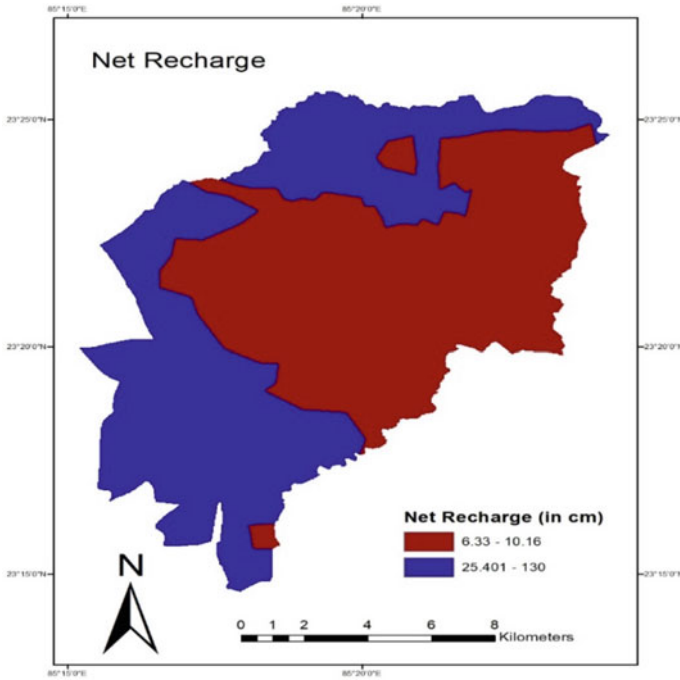 85°15'0"E 85°20'0"E
Net Recharge
23°25'0"N 23°25'0"N
23°20'0"N 23°20'0"N
Net Recharge (in cm)
6.33 - 10.16
25.401 - 130
23°15'0"N 23°15'0"N
N
0 1 2 4 6 8
Kilometers
85°15'0"E 85°20'0"E